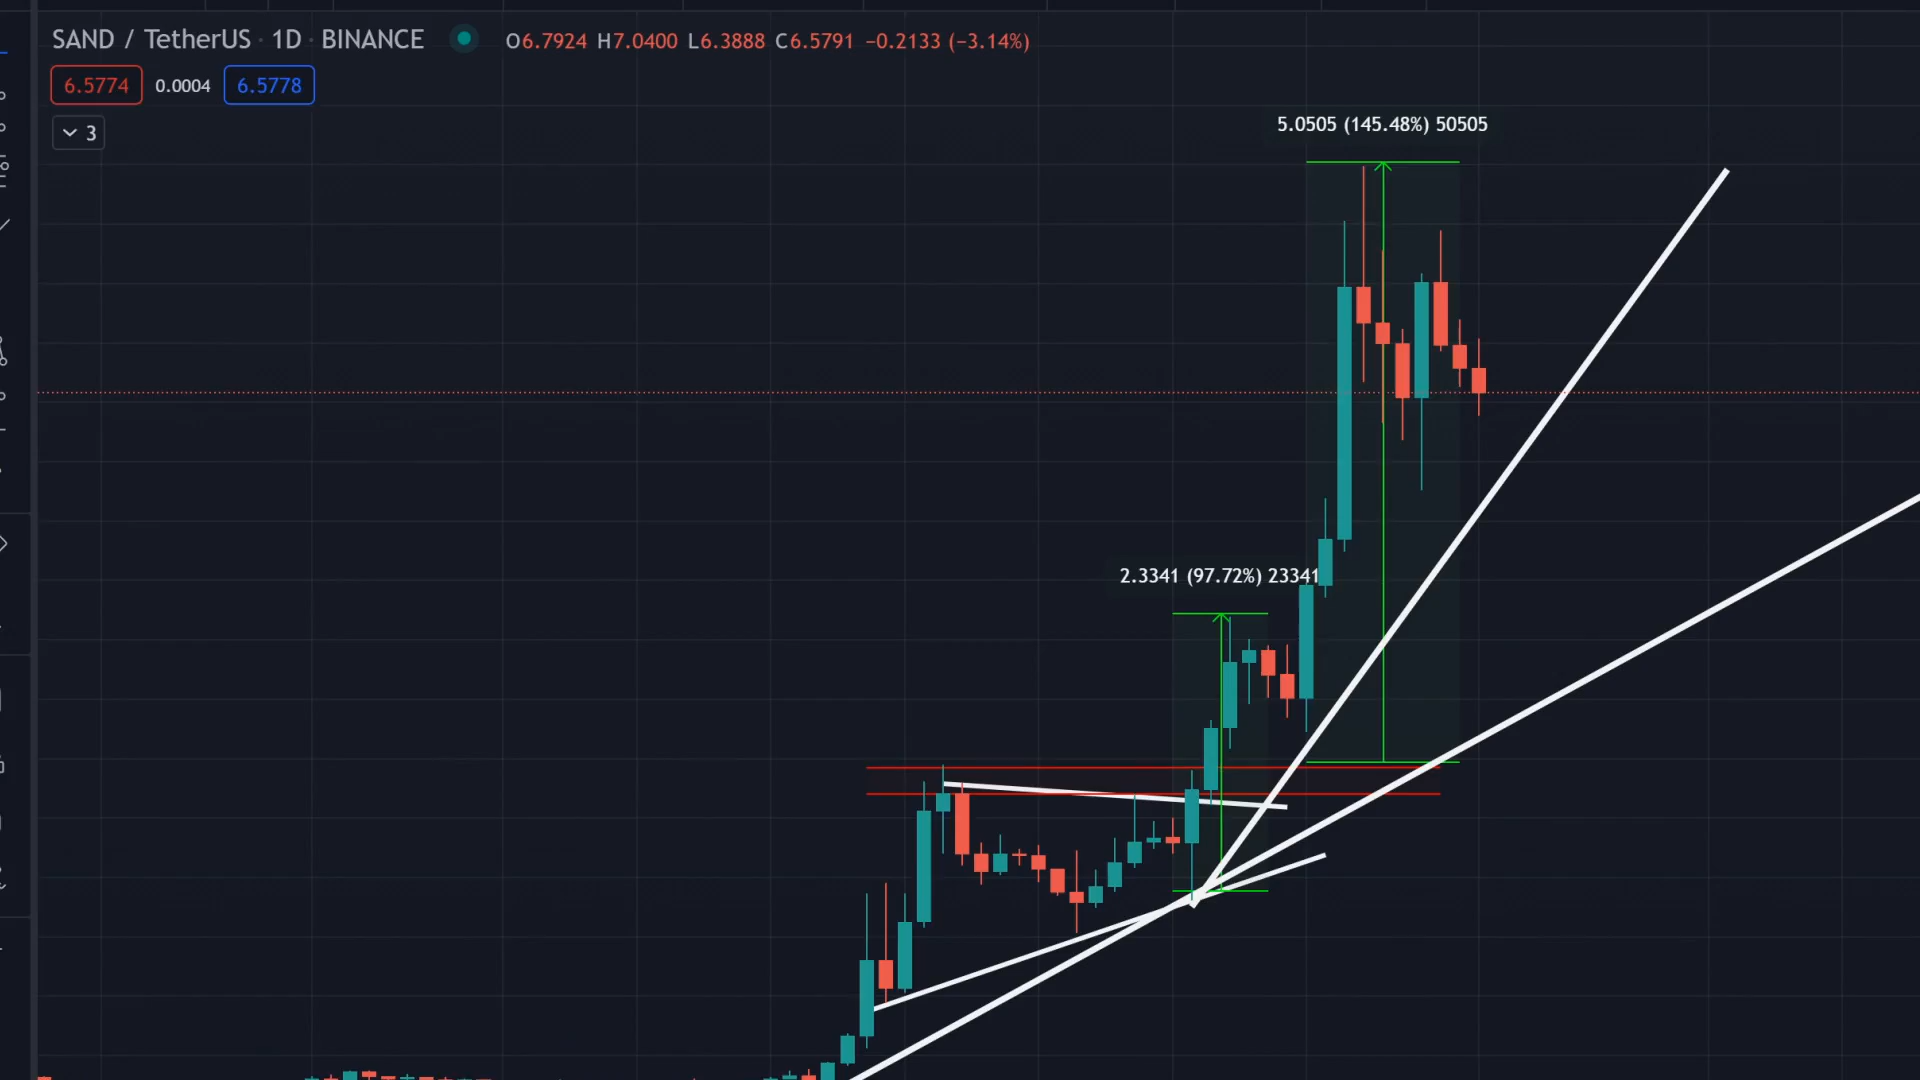 SAND / TetherUS · 1D · BINANCE O6.7924 H7.0400 L6.3888 C6.5791 −0.2133 (−3.14%)
6.5774 0.0004 6.5778
3
5.0505 (145.48%) 50505
2.3341 (97.72%) 23341